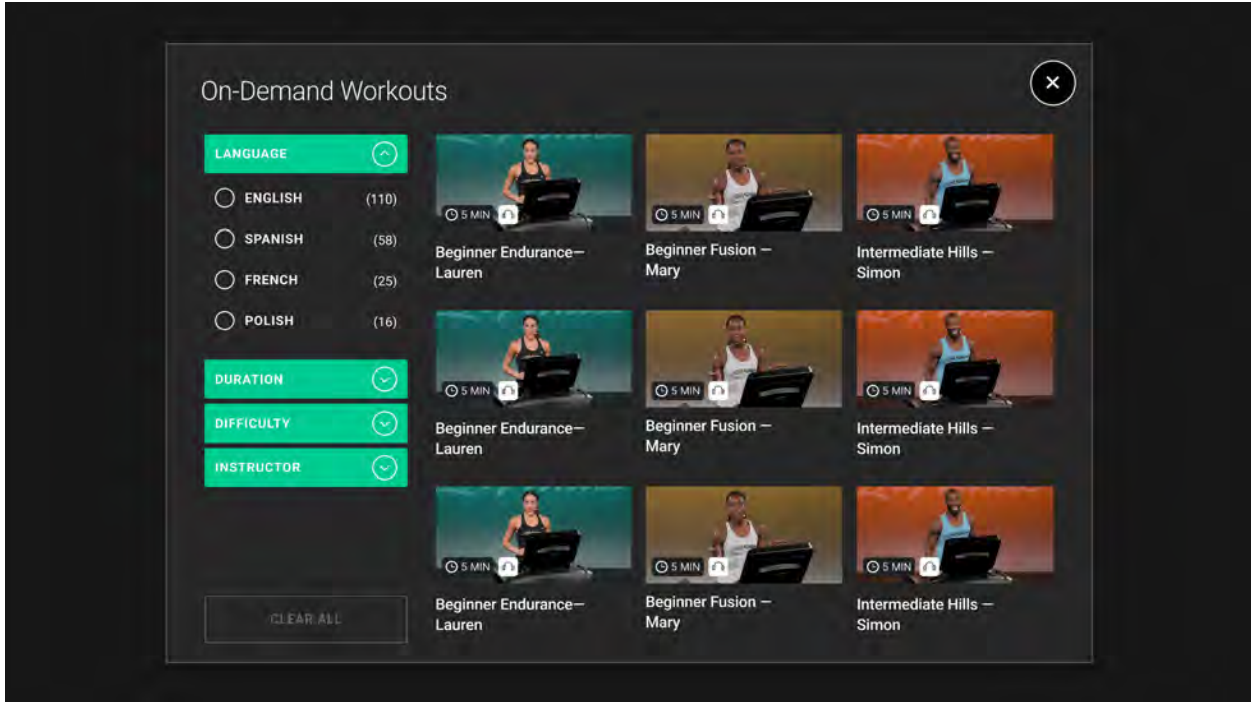 On-Demand Workouts
LANGUAGE
ENGLISH (110)
SPANISH (58)
FRENCH (25)
POLISH (16)
DURATION
DIFFICULTY
INSTRUCTOR
CLEAR ALL
5 MIN
Beginner Endurance—
Lauren
5 MIN
Beginner Fusion —
Mary
5 MIN
Intermediate Hills —
Simon
5 MIN
Beginner Endurance—
Lauren
5 MIN
Beginner Fusion —
Mary
5 MIN
Intermediate Hills —
Simon
5 MIN
Beginner Endurance—
Lauren
5 MIN
Beginner Fusion —
Mary
5 MIN
Intermediate Hills —
Simon